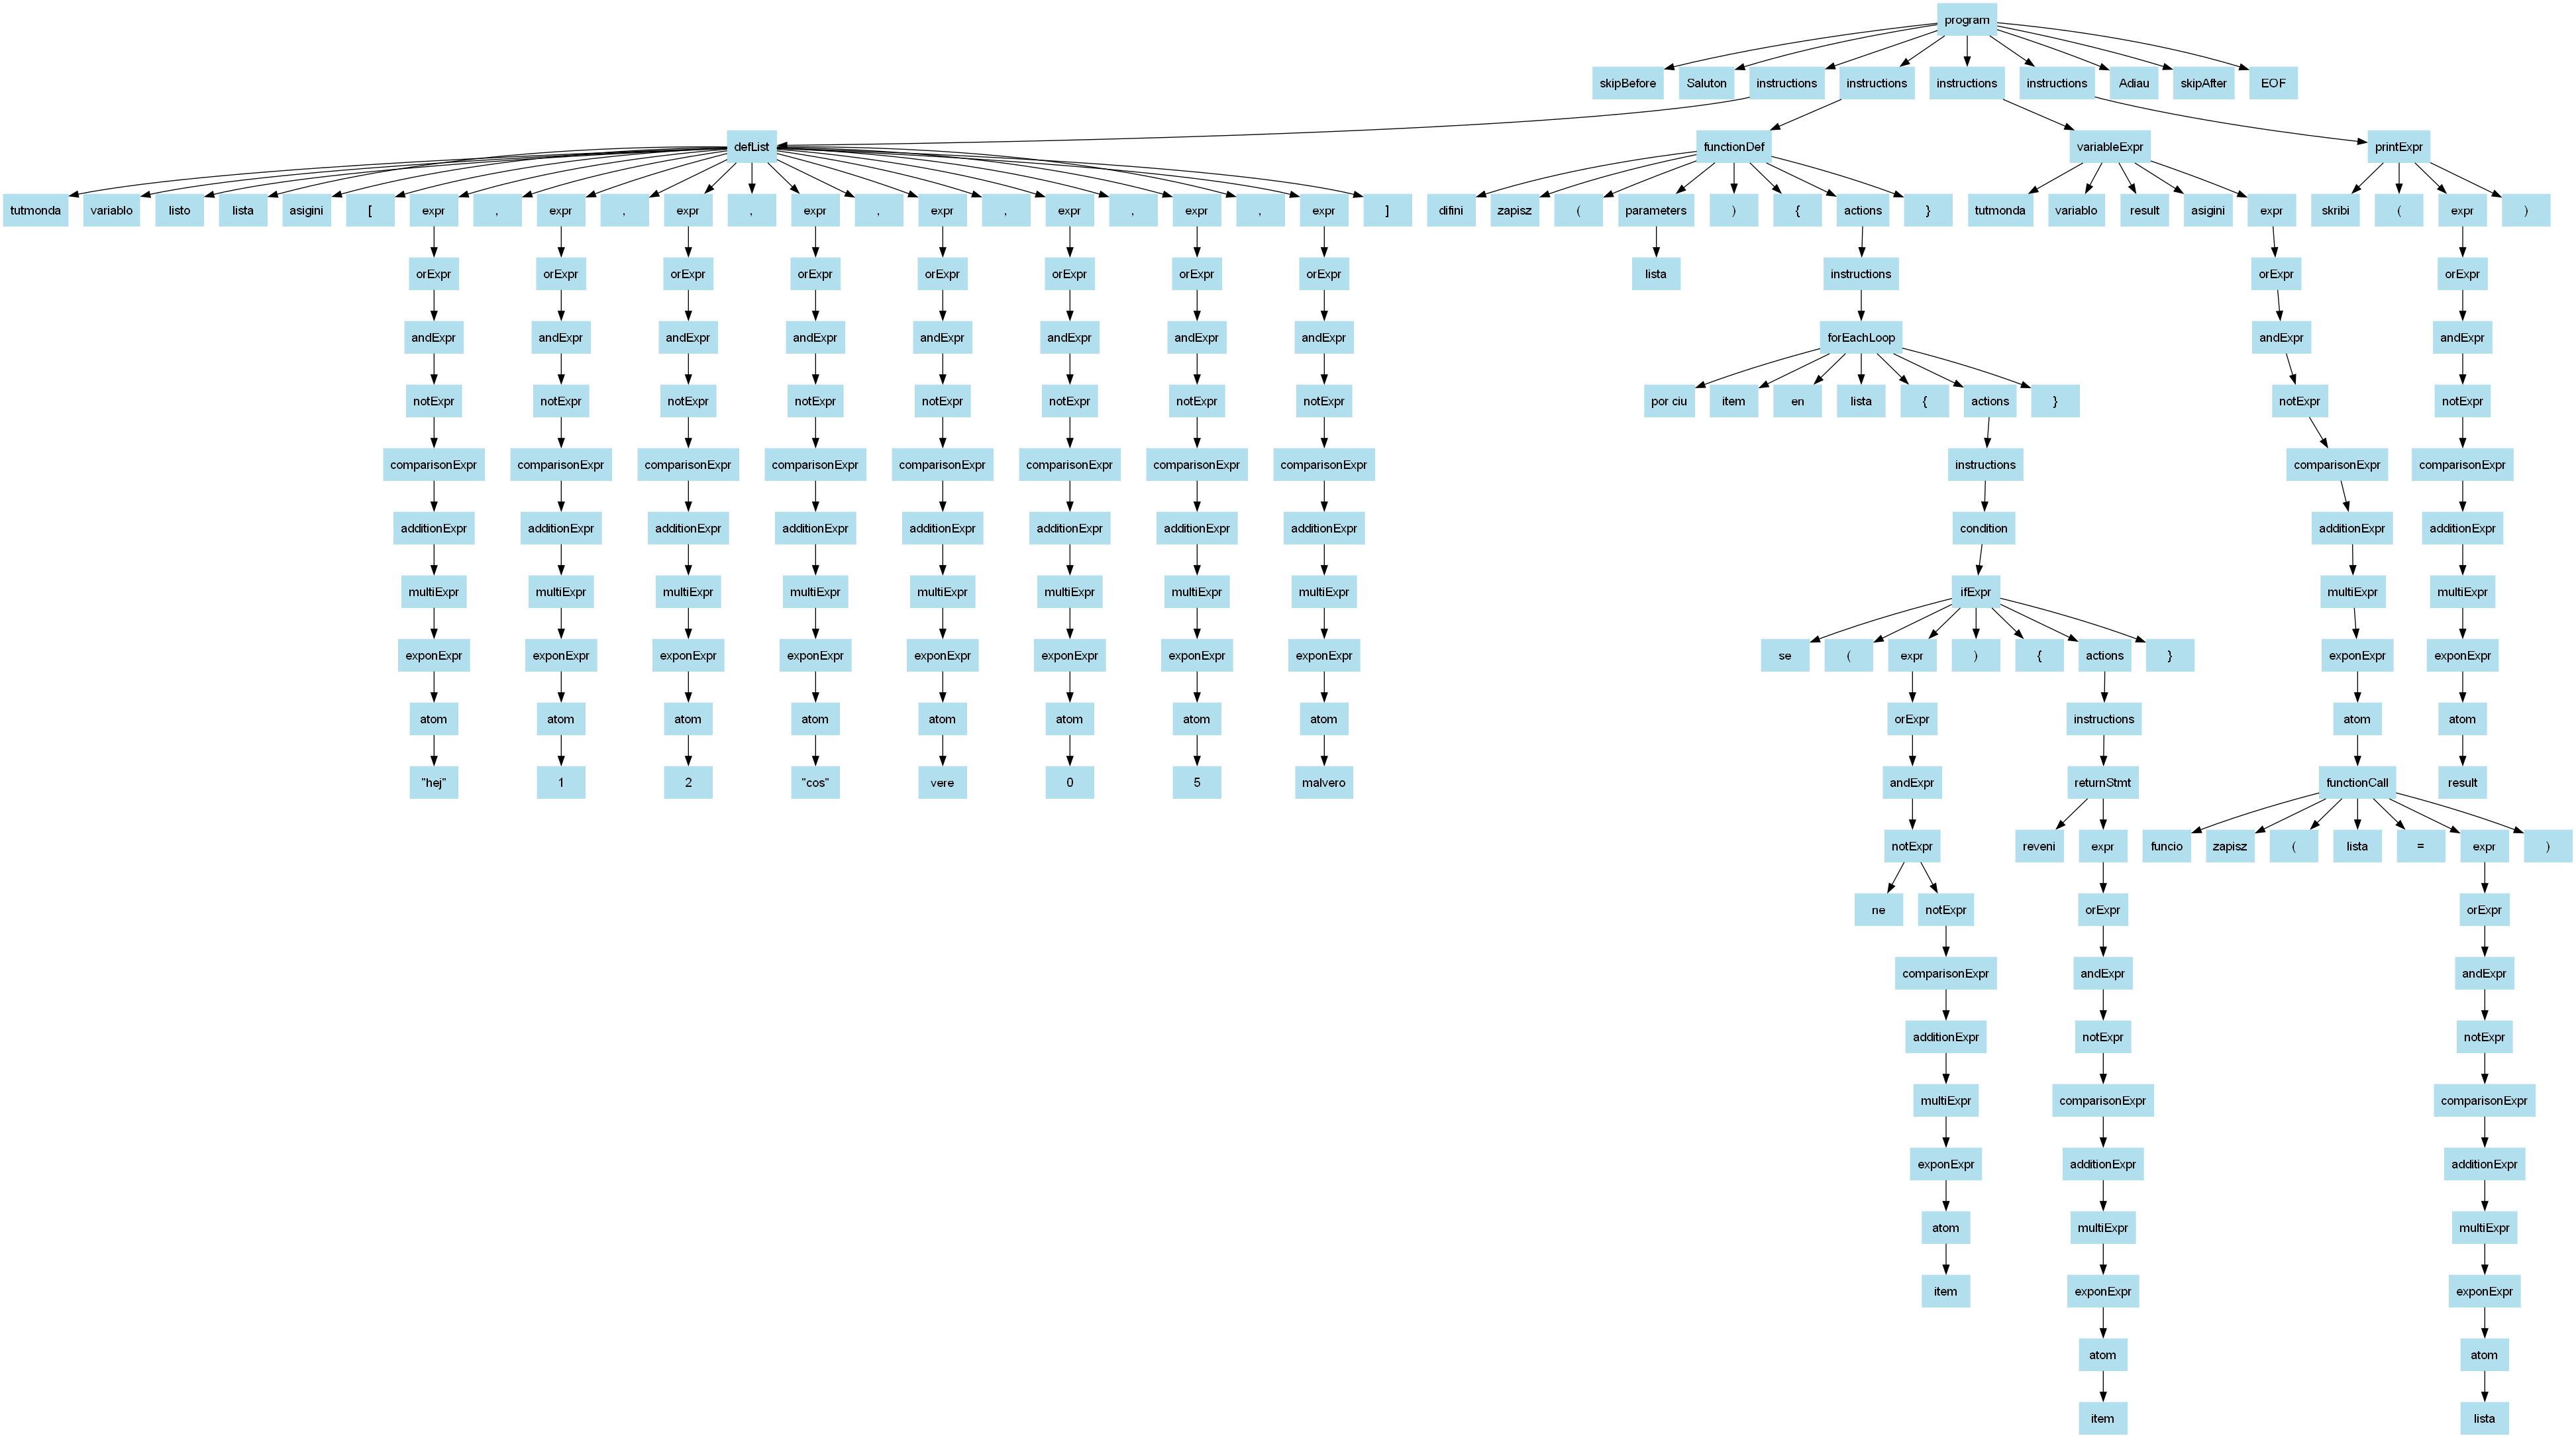 program
skipBefore Saluton instructions instructions instructions instructions Adiau skipAfter EOF
defList functionDef variableExpr printExpr
tutmonda variablo listo lista asigini [ expr , expr , expr , expr , expr , expr , expr , expr ] difini zapisz ( parameters ) { actions } tutmonda variablo result asigini expr skribi ( expr )
orExpr orExpr orExpr orExpr orExpr orExpr orExpr orExpr lista instructions orExpr orExpr
andExpr andExpr andExpr andExpr andExpr andExpr andExpr andExpr forEachLoop andExpr andExpr
notExpr notExpr notExpr notExpr notExpr notExpr notExpr notExpr por ciu item en lista { actions } notExpr notExpr
comparisonExpr comparisonExpr comparisonExpr comparisonExpr comparisonExpr comparisonExpr comparisonExpr comparisonExpr instructions comparisonExpr comparisonExpr
additionExpr additionExpr additionExpr additionExpr additionExpr additionExpr additionExpr additionExpr condition additionExpr additionExpr
multiExpr multiExpr multiExpr multiExpr multiExpr multiExpr multiExpr multiExpr ifExpr multiExpr multiExpr
exponExpr exponExpr exponExpr exponExpr exponExpr exponExpr exponExpr exponExpr se ( expr ) { actions } exponExpr exponExpr
atom atom atom atom atom atom atom atom orExpr instructions atom atom
"hej" 1 2 "cos" vere 0 5 malvero andExpr returnStmt functionCall result
notExpr reveni expr funcio zapisz ( lista = expr )
ne notExpr orExpr orExpr
comparisonExpr andExpr andExpr
additionExpr notExpr notExpr
multiExpr comparisonExpr comparisonExpr
exponExpr additionExpr additionExpr
atom multiExpr multiExpr
item exponExpr exponExpr
atom atom
item lista